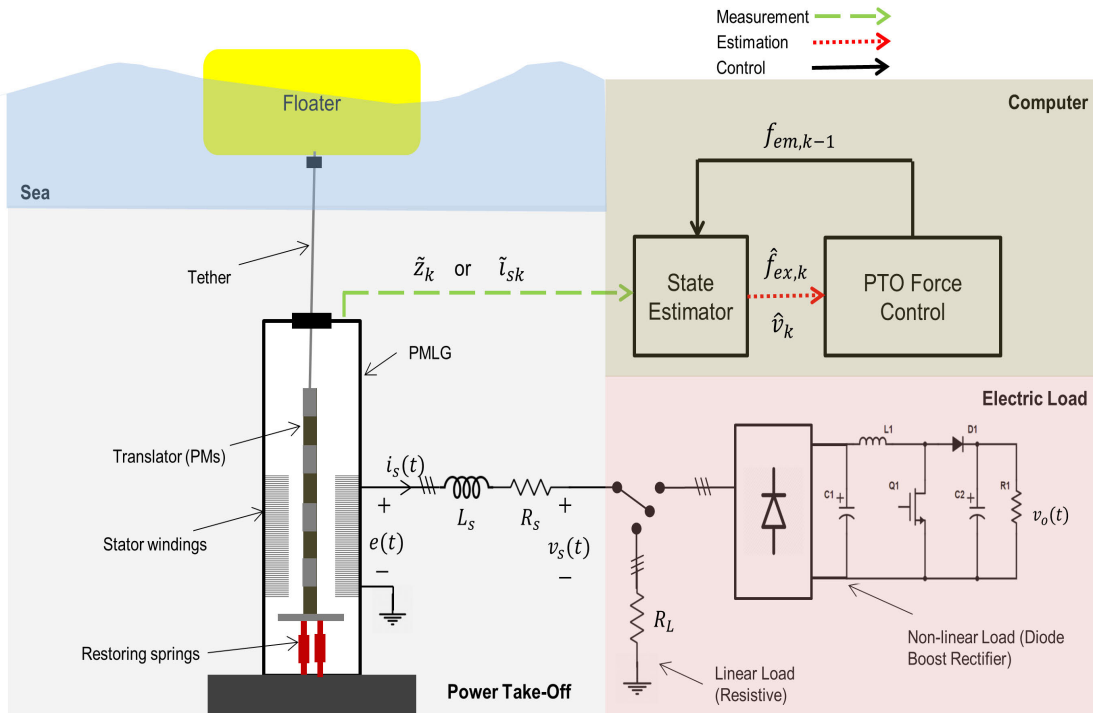 Measurement
Estimation
Control
Computer
Floater
Sea
Tether
f_{em,k-1}
z̃_k or ĩ_{sk}
State
Estimator
f̂_{ex,k}
v̂_k
PTO Force
Control
PMLG
Translator (PMs)
Stator windings
Restoring springs
Power Take-Off
i_s(t)
+
e(t)
−
L_s
R_s
+
v_s(t)
−
Electric Load
L1
D1
C1
+
Q1
C2
+
R1
v_o(t)
R_L
Linear Load
(Resistive)
Non-linear Load (Diode
Boost Rectifier)